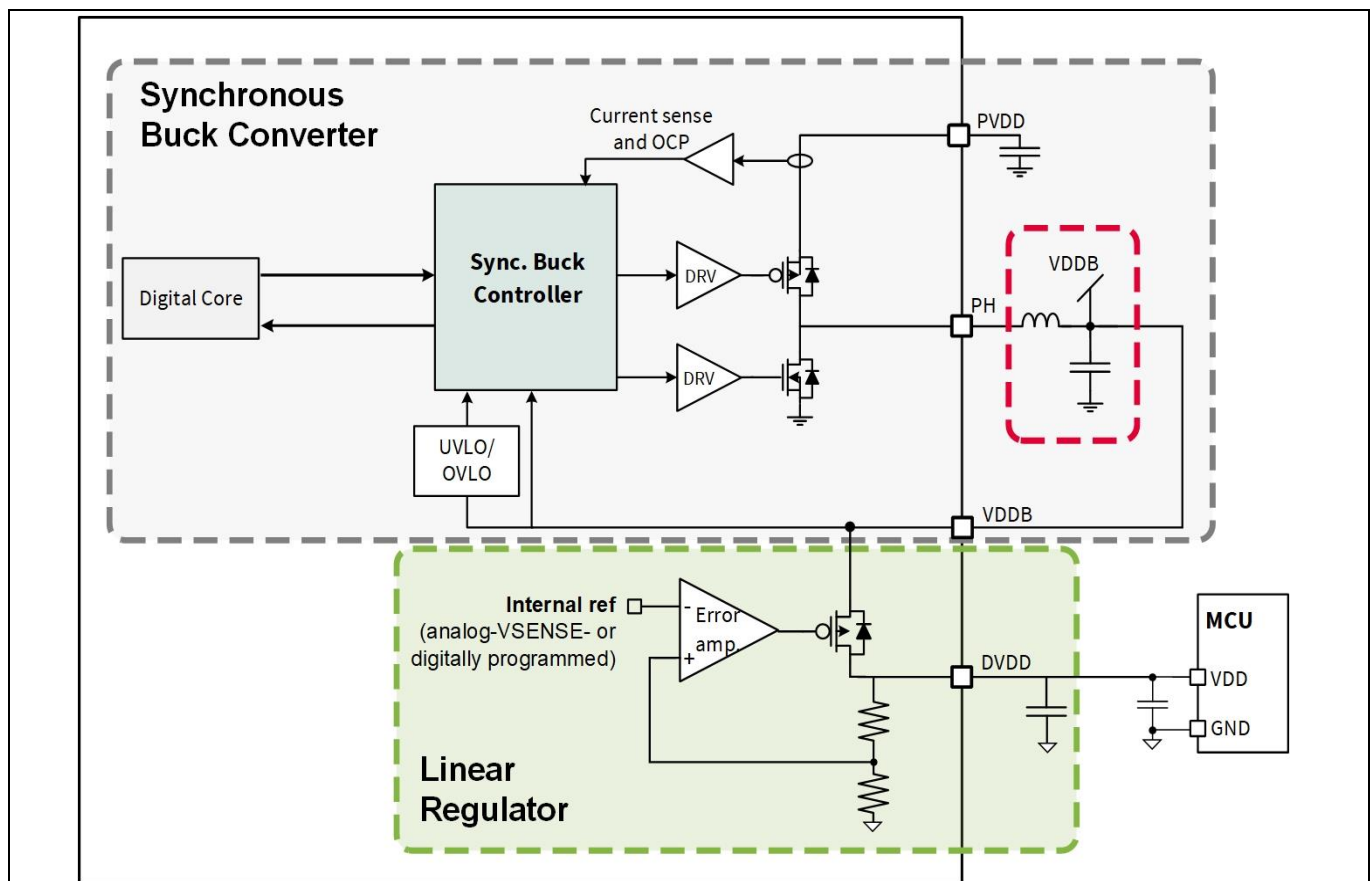 Synchronous
Buck Converter
Current sense
and OCP
PVDD
Digital Core
Sync. Buck
Controller
DRV
DRV
PH
VDDB
UVLO/
OVLO
VDDB
Internal ref
(analog-VSENSE- or
digitally programmed)
-
Error
amp.
+
DVDD
MCU
VDD
GND
Linear
Regulator